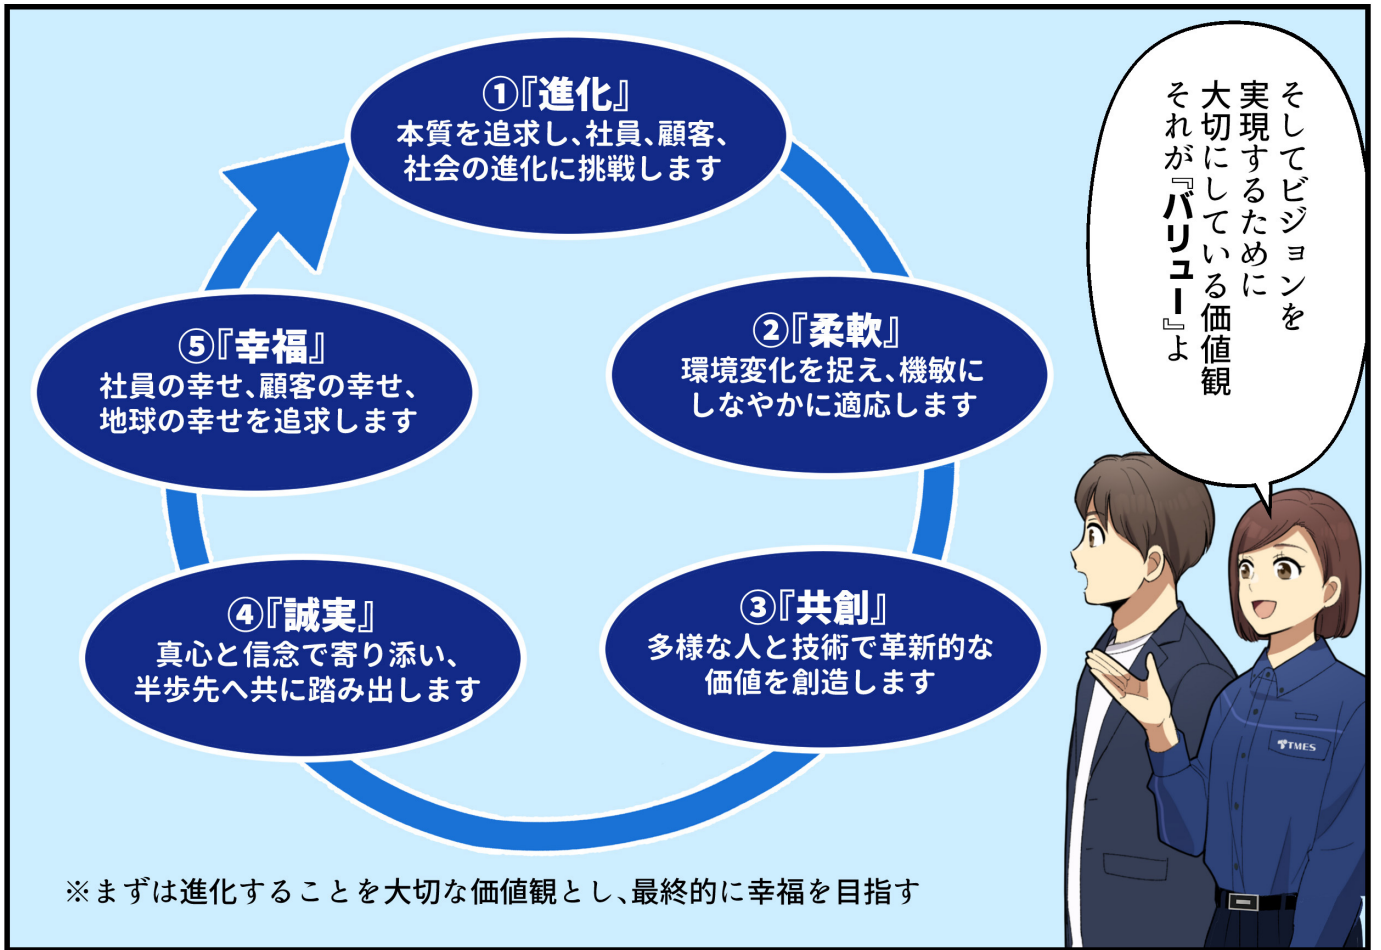 そしてビジョンを
実現するために
大切にしている価値観
それが『バリュー』よ
①『進化』
本質を追求し、社員、顧客、
社会の進化に挑戦します
②『柔軟』
環境変化を捉え、機敏に
しなやかに適応します
③『共創』
多様な人と技術で革新的な
価値を創造します
④『誠実』
真心と信念で寄り添い、
半歩先へ共に踏み出します
⑤『幸福』
社員の幸せ、顧客の幸せ、
地球の幸せを追求します
TMES
※まずは進化することを大切な価値観とし、最終的に幸福を目指す